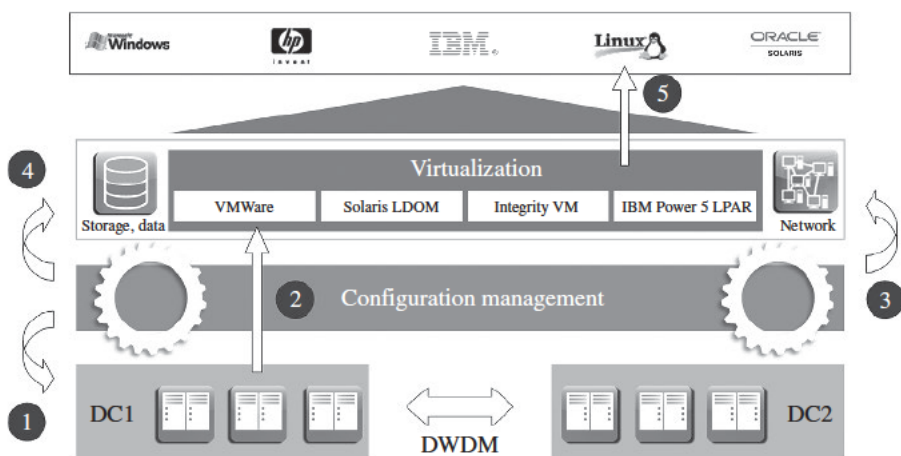 Microsoft
Windows
hp
invent
IBM
Linux
ORACLE
SOLARIS
5
4
Virtualization
Storage, data
VMWare
Solaris LDOM
Integrity VM
IBM Power 5 LPAR
Network
2
Configuration management
3
1
DC1
DWDM
DC2